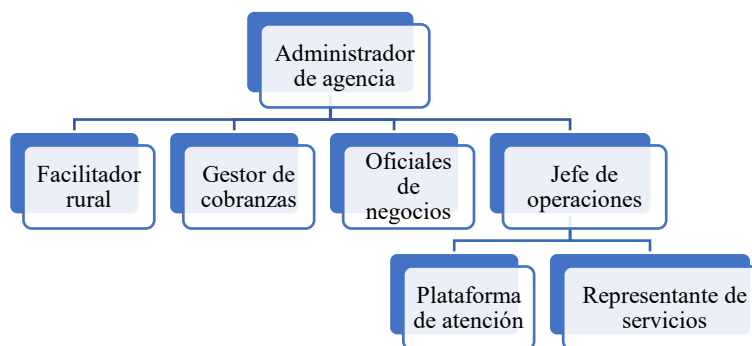 Administrador
de agencia
Facilitador
rural
Gestor de
cobranzas
Oficiales
de
negocios
Jefe de
operaciones
Plataforma
de atención
Representante de
servicios